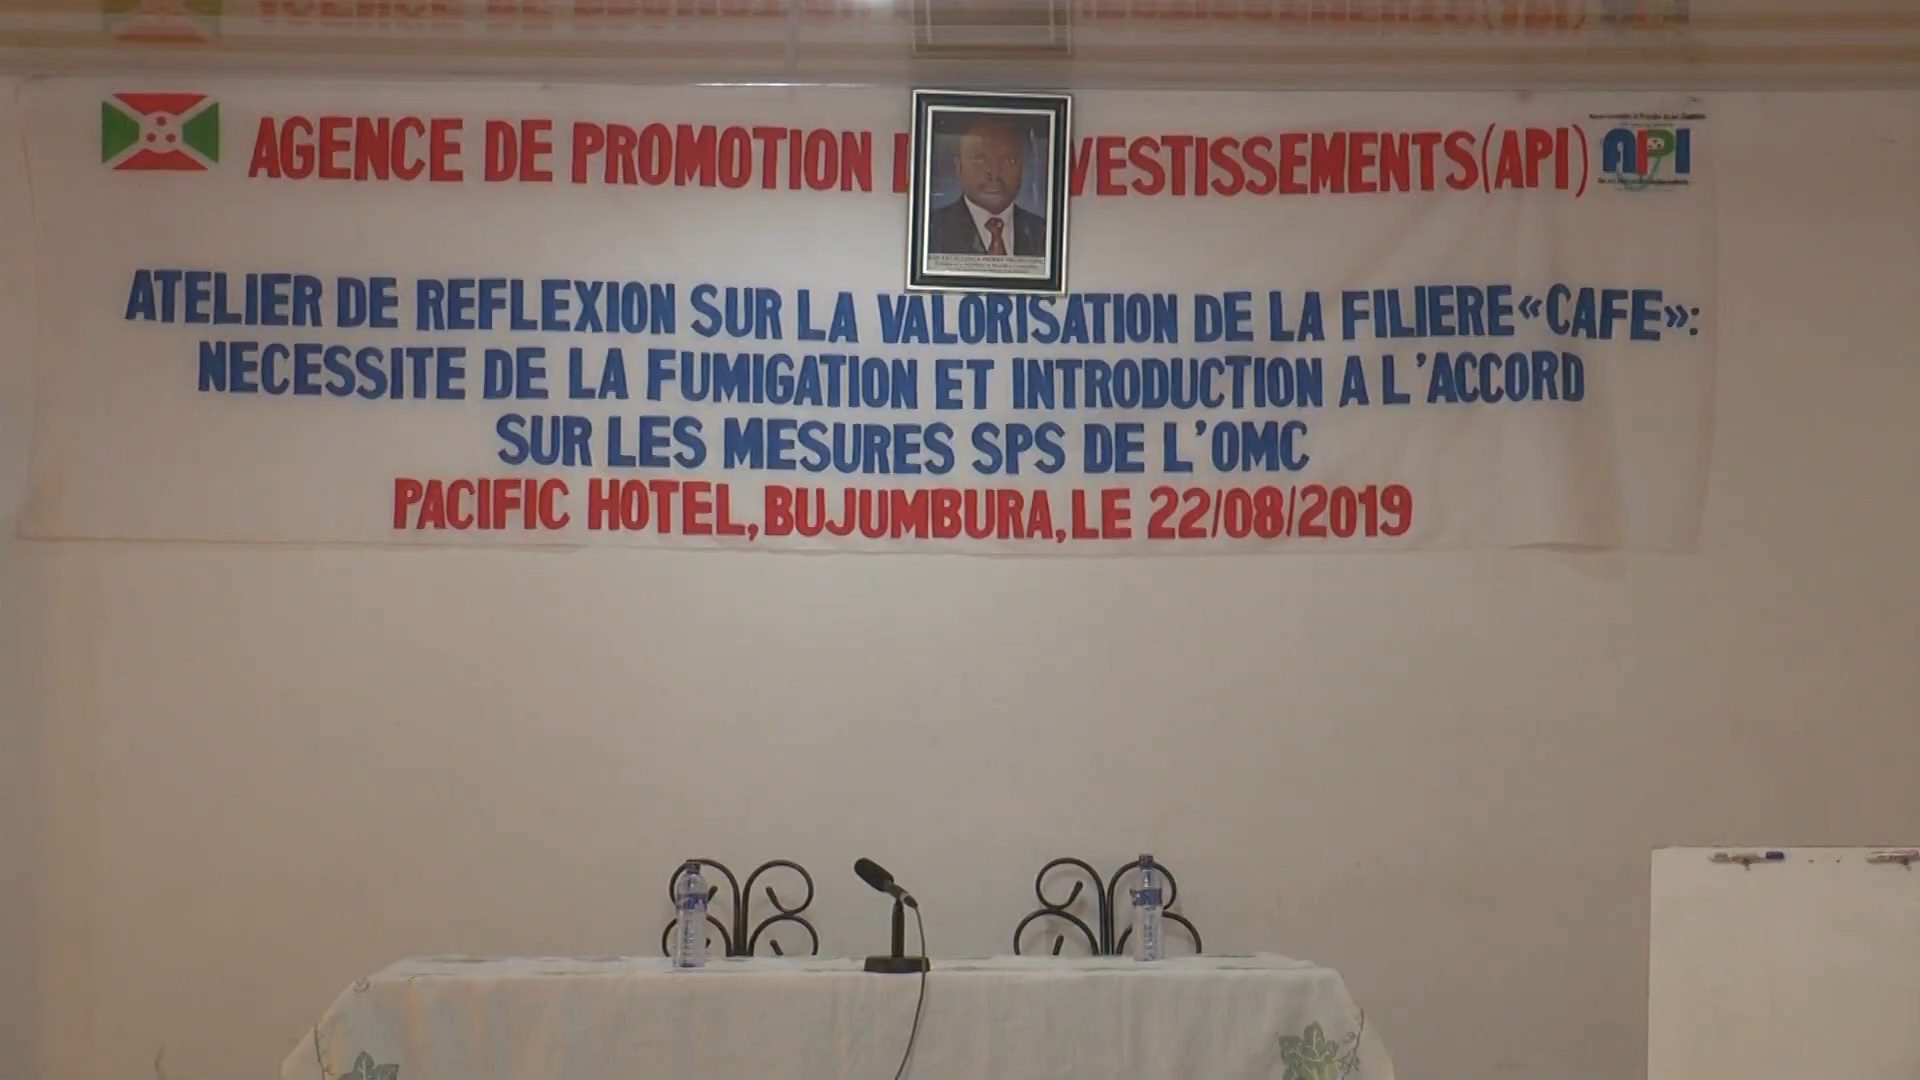 AGENCE DE PROMOTION VESTISSEMENTS(API) API
ATELIER DE REFLEXION SUR LA VALORISATION DE LA FILIERE «CAFE»:
NECESSITE DE LA FUMIGATION ET INTRODUCTION A L'ACCORD
SUR LES MESURES SPS DE L'OMC
PACIFIC HOTEL, BUJUMBURA, LE 22/08/2019